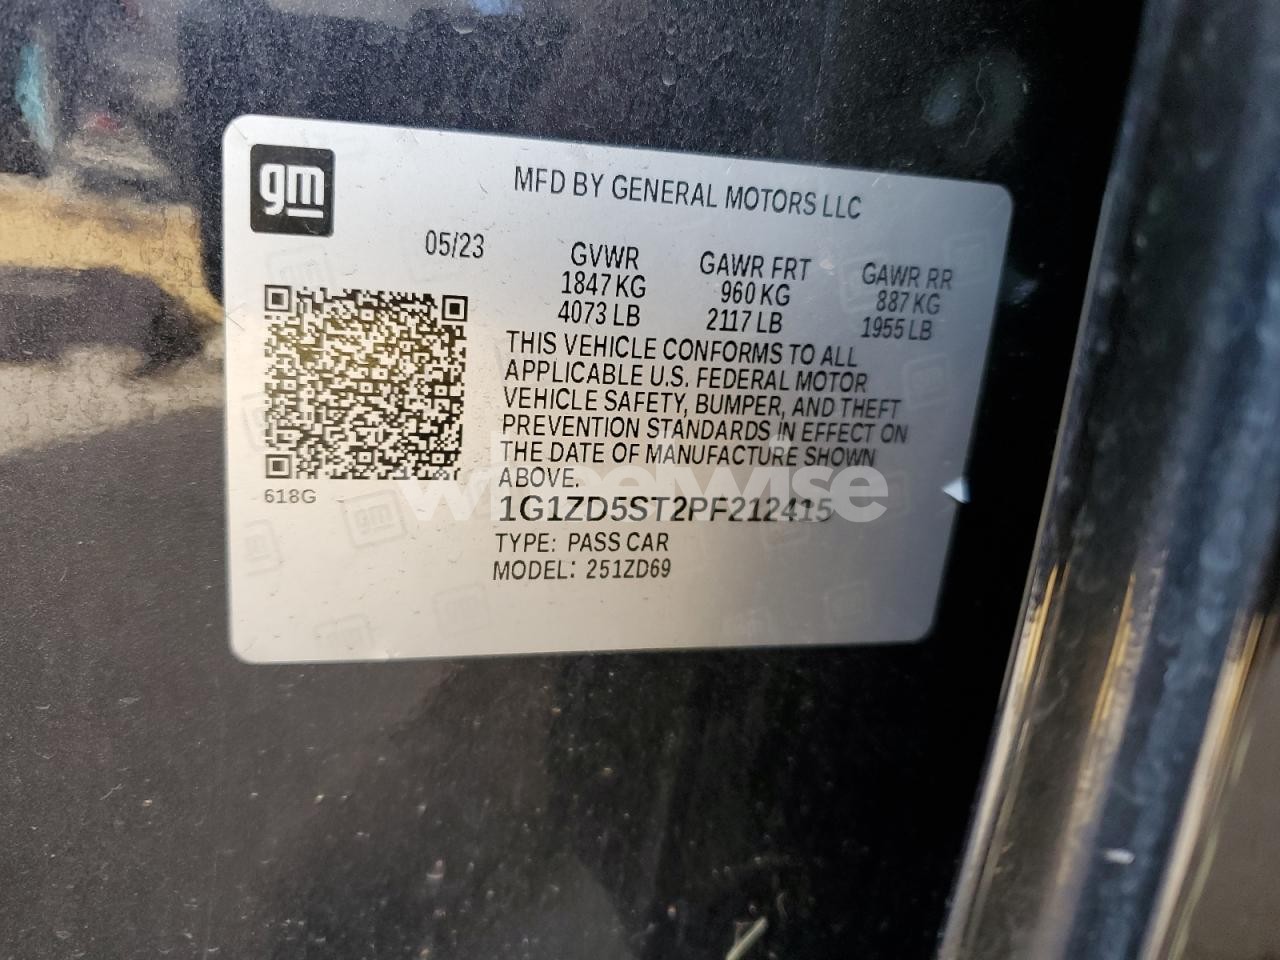 gm
MFD BY GENERAL MOTORS LLC
05/23
GVWR GAWR FRT GAWR RR
1847 KG 960 KG 887 KG
4073 LB 2117 LB 1955 LB
THIS VEHICLE CONFORMS TO ALL
APPLICABLE U.S. FEDERAL MOTOR
VEHICLE SAFETY, BUMPER, AND THEFT
PREVENTION STANDARDS IN EFFECT ON
THE DATE OF MANUFACTURE SHOWN
ABOVE.
618G
1G1ZD5ST2PF212415
TYPE: PASS CAR
MODEL: 251ZD69
wheelwise